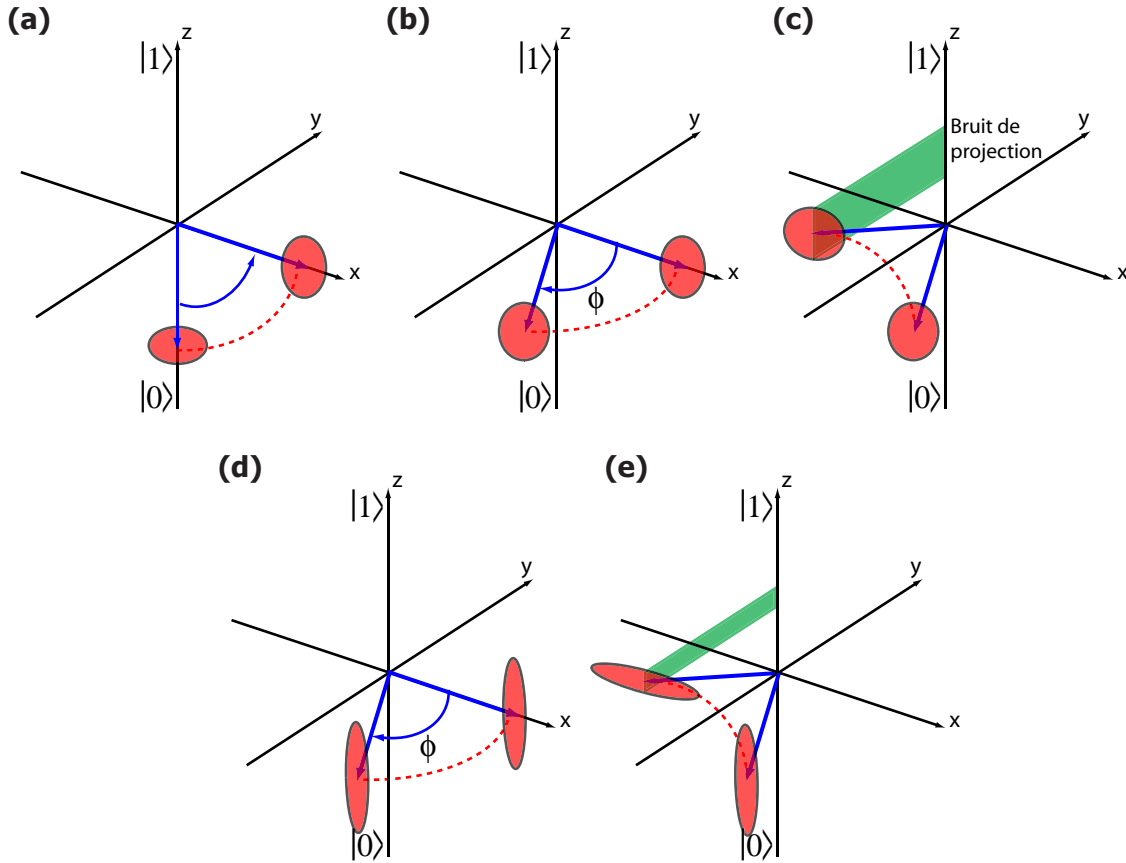 (a)
z
|1⟩
y
x
|0⟩
(b)
z
|1⟩
y
x
ϕ
|0⟩
(c)
z
|1⟩
y
Bruit de
projection
x
|0⟩
(d)
z
|1⟩
y
x
ϕ
|0⟩
(e)
z
|1⟩
y
x
|0⟩